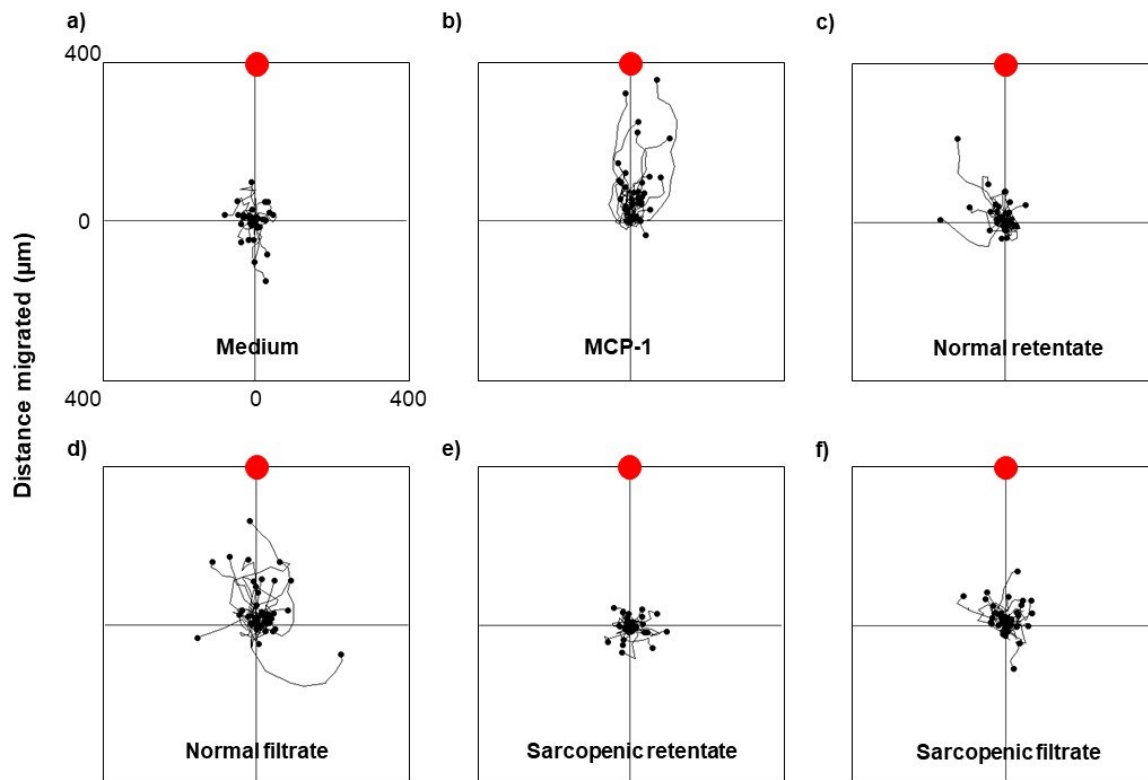 a)
b)
c)
400
0
Medium
MCP-1
Normal retentate
400
0
400
Distance migrated (μm)
d)
e)
f)
Normal filtrate
Sarcopenic retentate
Sarcopenic filtrate